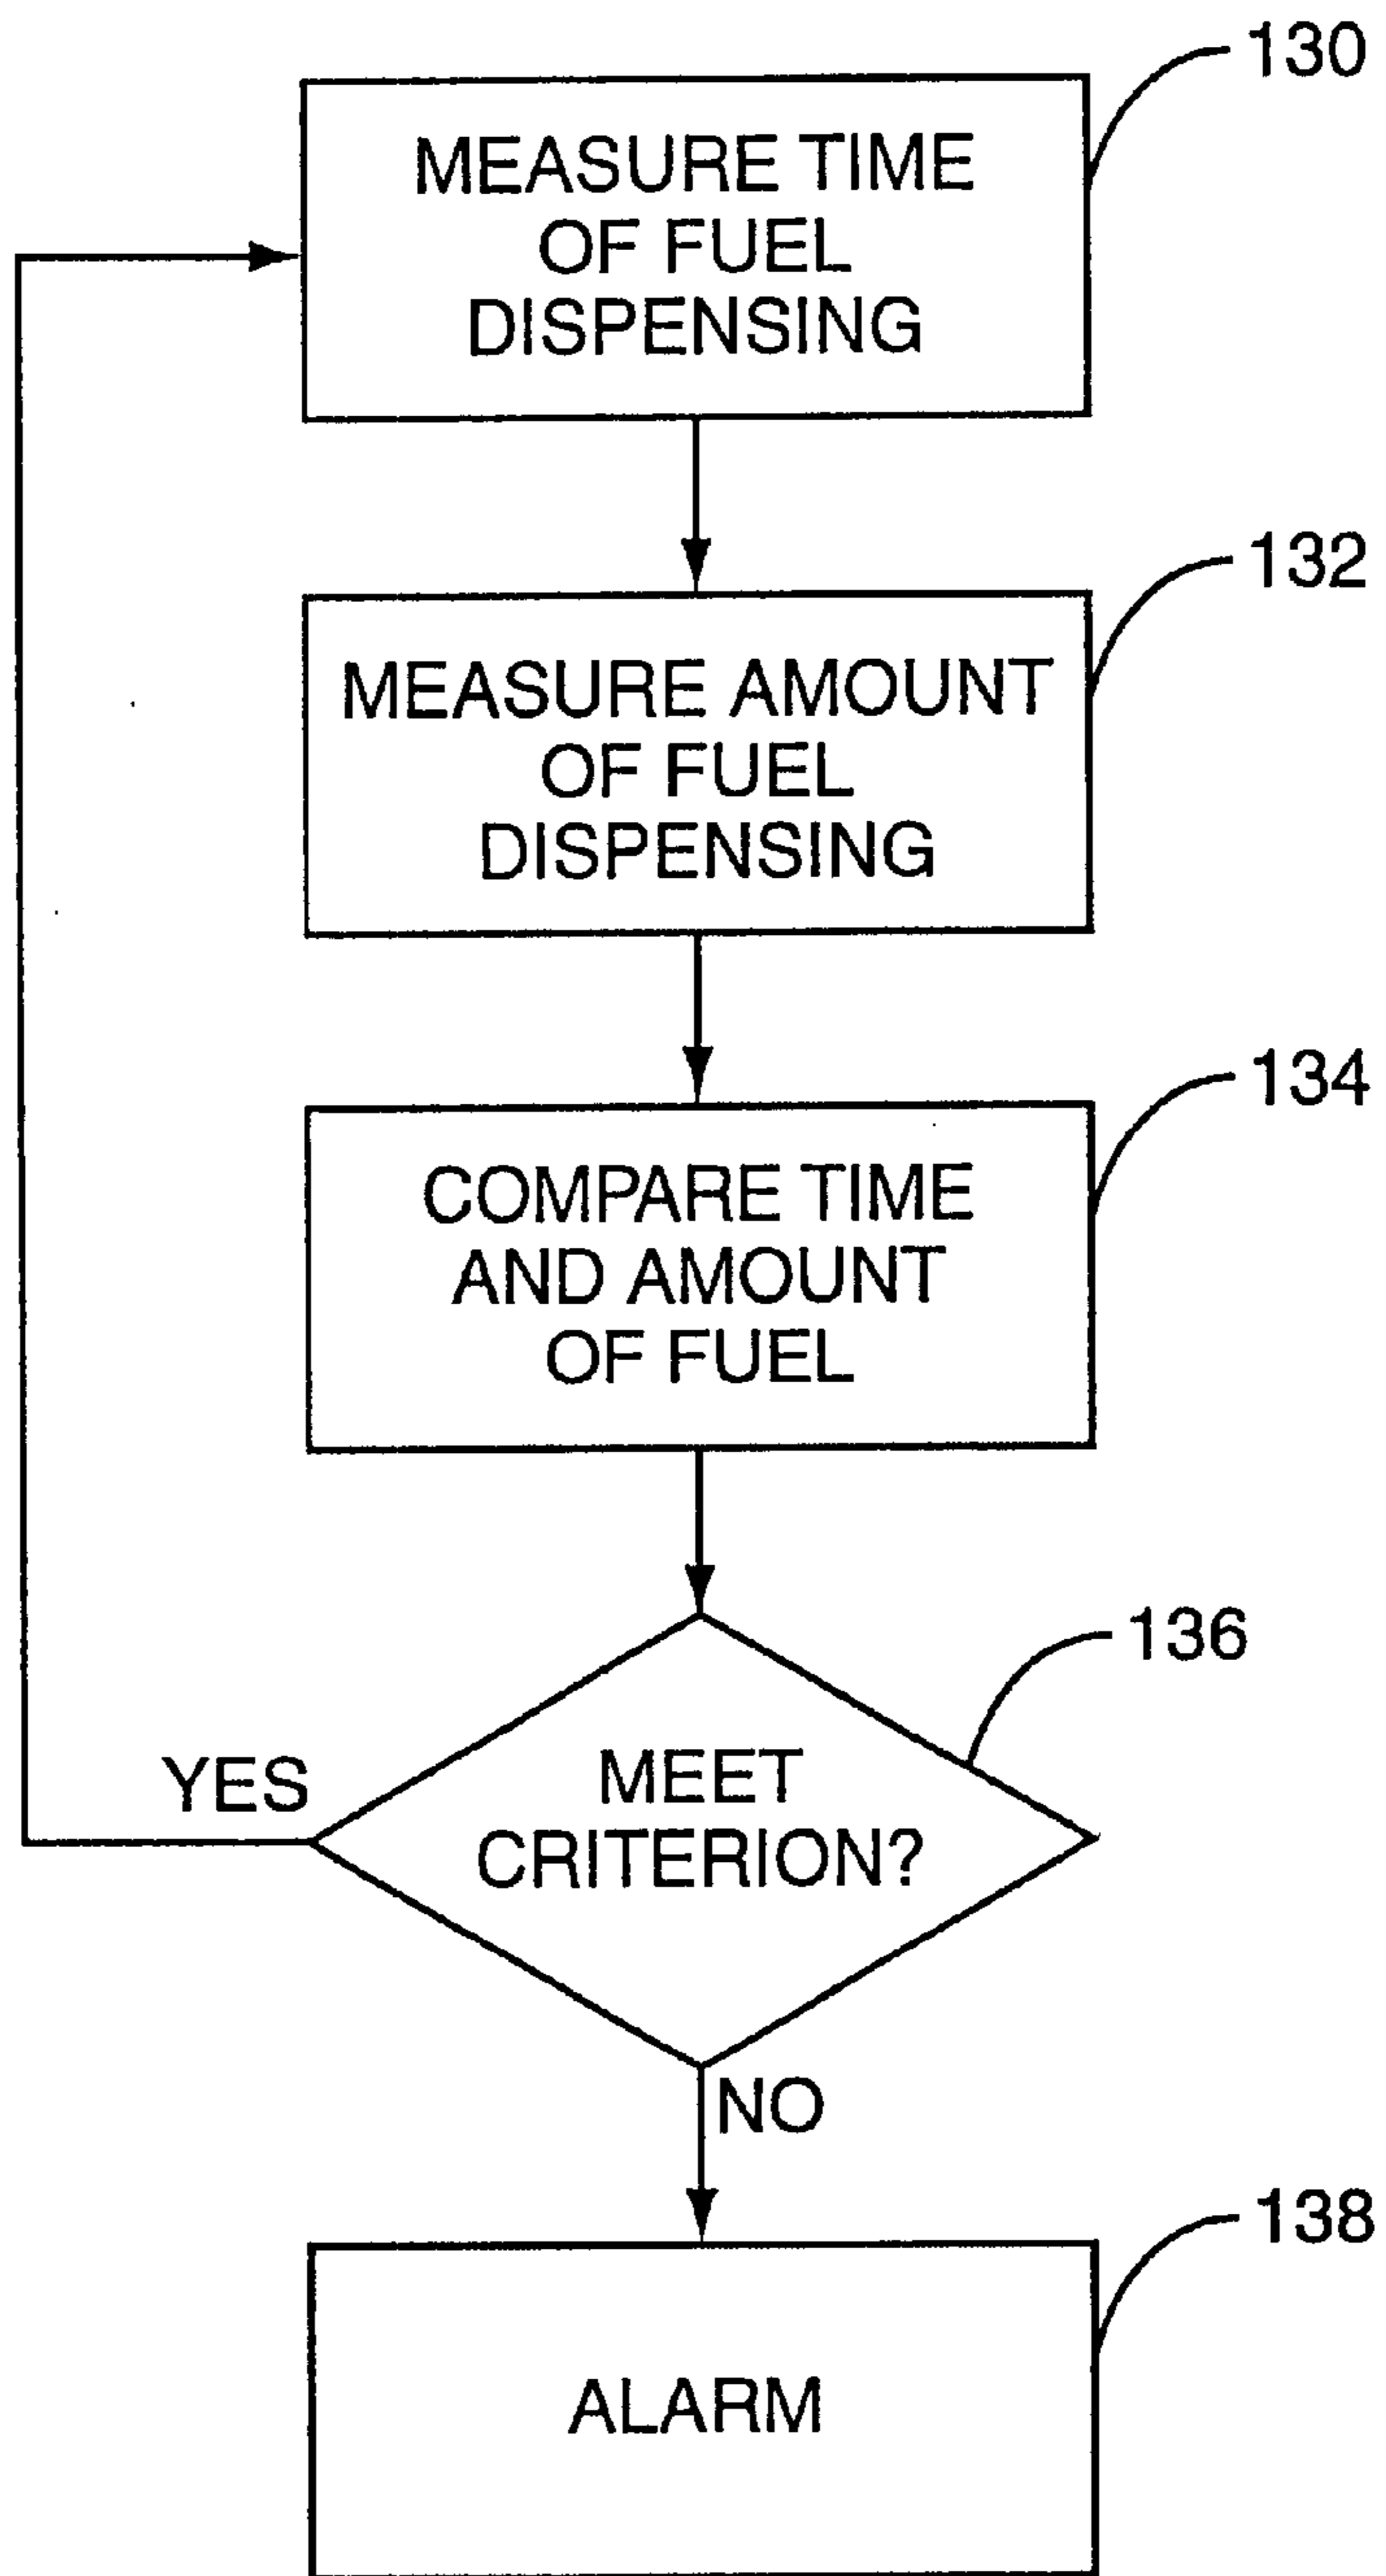 130
MEASURE TIME
OF FUEL
DISPENSING
132
MEASURE AMOUNT
OF FUEL
DISPENSING
134
COMPARE TIME
AND AMOUNT
OF FUEL
136
YES
MEET
CRITERION?
NO
138
ALARM